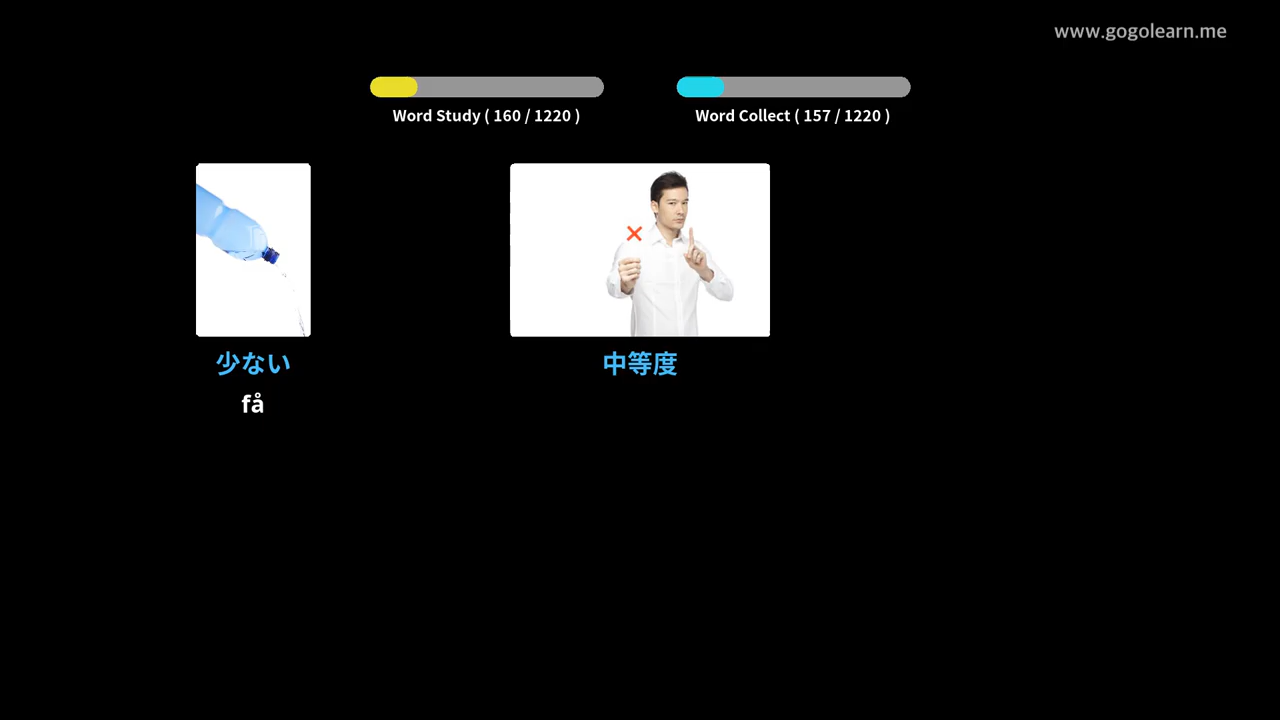 www.gogolearn.me
Word Study ( 160 / 1220 )
Word Collect ( 157 / 1220 )
少ない
få
中等度